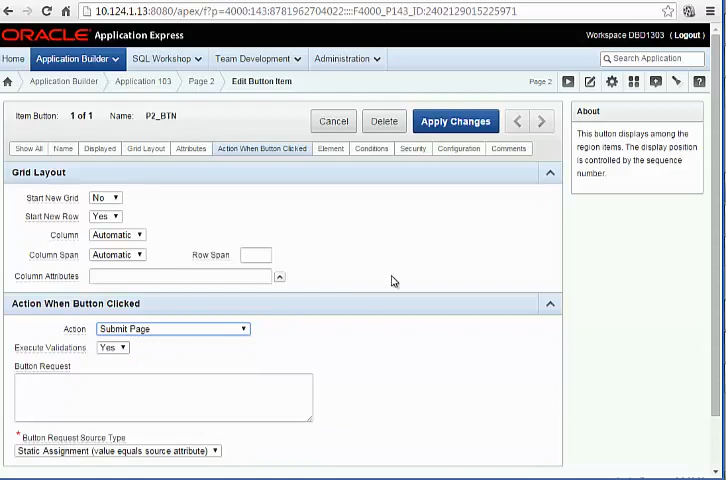 10.124.1.13:8080/apex/f?p=4000:143:8781962704022::::F4000_P143_ID:2402129015225971
ORACLE Application Express
Workspace DBD1303 (Logout)
Home Application Builder SQL Workshop Team Development Administration Search Application
Application Builder Application 103 Page 2 Edit Button Item Page 2
Item Button: 1 of 1 Name: P2_BTN Cancel Delete Apply Changes
Show All Name Displayed Grid Layout Attributes Action When Button Clicked Element Conditions Security Configuration Comments
About
This button displays among the
region items. The display position
is controlled by the sequence
number.
Grid Layout
Start New Grid No
Start New Row Yes
Column Automatic
Column Span Automatic Row Span
Column Attributes
Action When Button Clicked
Action Submit Page
Execute Validations Yes
Button Request
* Button Request Source Type
Static Assignment (value equals source attribute)